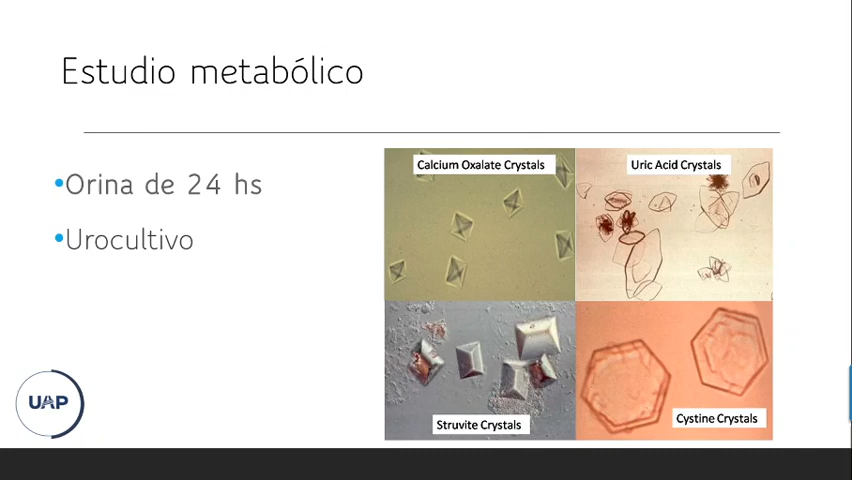 Estudio metabólico
•Orina de 24 hs
•Urocultivo
Calcium Oxalate Crystals
Uric Acid Crystals
Struvite Crystals
Cystine Crystals
UAP